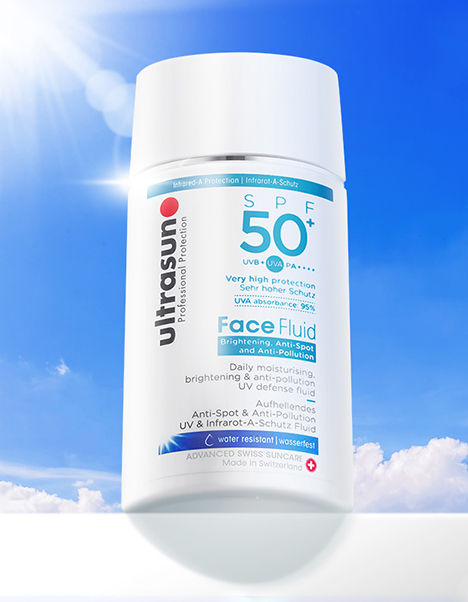 Infrared-A Protection | Infrarot-A-Schutz
ultrasun
Professional Protection
SPF
50+
UVB + UVA PA++++
Very high protection
Sehr hoher Schutz
UVA absorbance: 95%
Face Fluid
Brightening, Anti-Spot
and Anti-Pollution
Daily moisturising,
brightening & anti-pollution
UV defense fluid
Aufhellendes
Anti-Spot & Anti-Pollution
UV & Infrarot-A-Schutz Fluid
water resistant | wasserfest
ADVANCED SWISS SUNCARE
Made in Switzerland